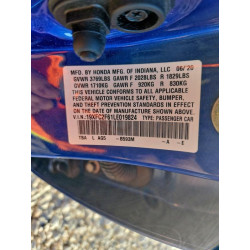 MFD. BY HONDA MFG. OF INDIANA, LLC 06/20
GVWR 3769LBS GAWR F 2028LBS R 1829LBS
GVWR 1710KG GAWR F 920KG R 830KG
THIS VEHICLE CONFORMS TO ALL APPLICABLE
FEDERAL MOTOR VEHICLE SAFETY, BUMPER,
AND THEFT PREVENTION STANDARDS IN EFFECT
ON THE DATE OF MANUFACTURE SHOWN ABOVE.
V.I.N.: 19XFC2F61LE019824 TYPE: PASSENGER CAR
B593M